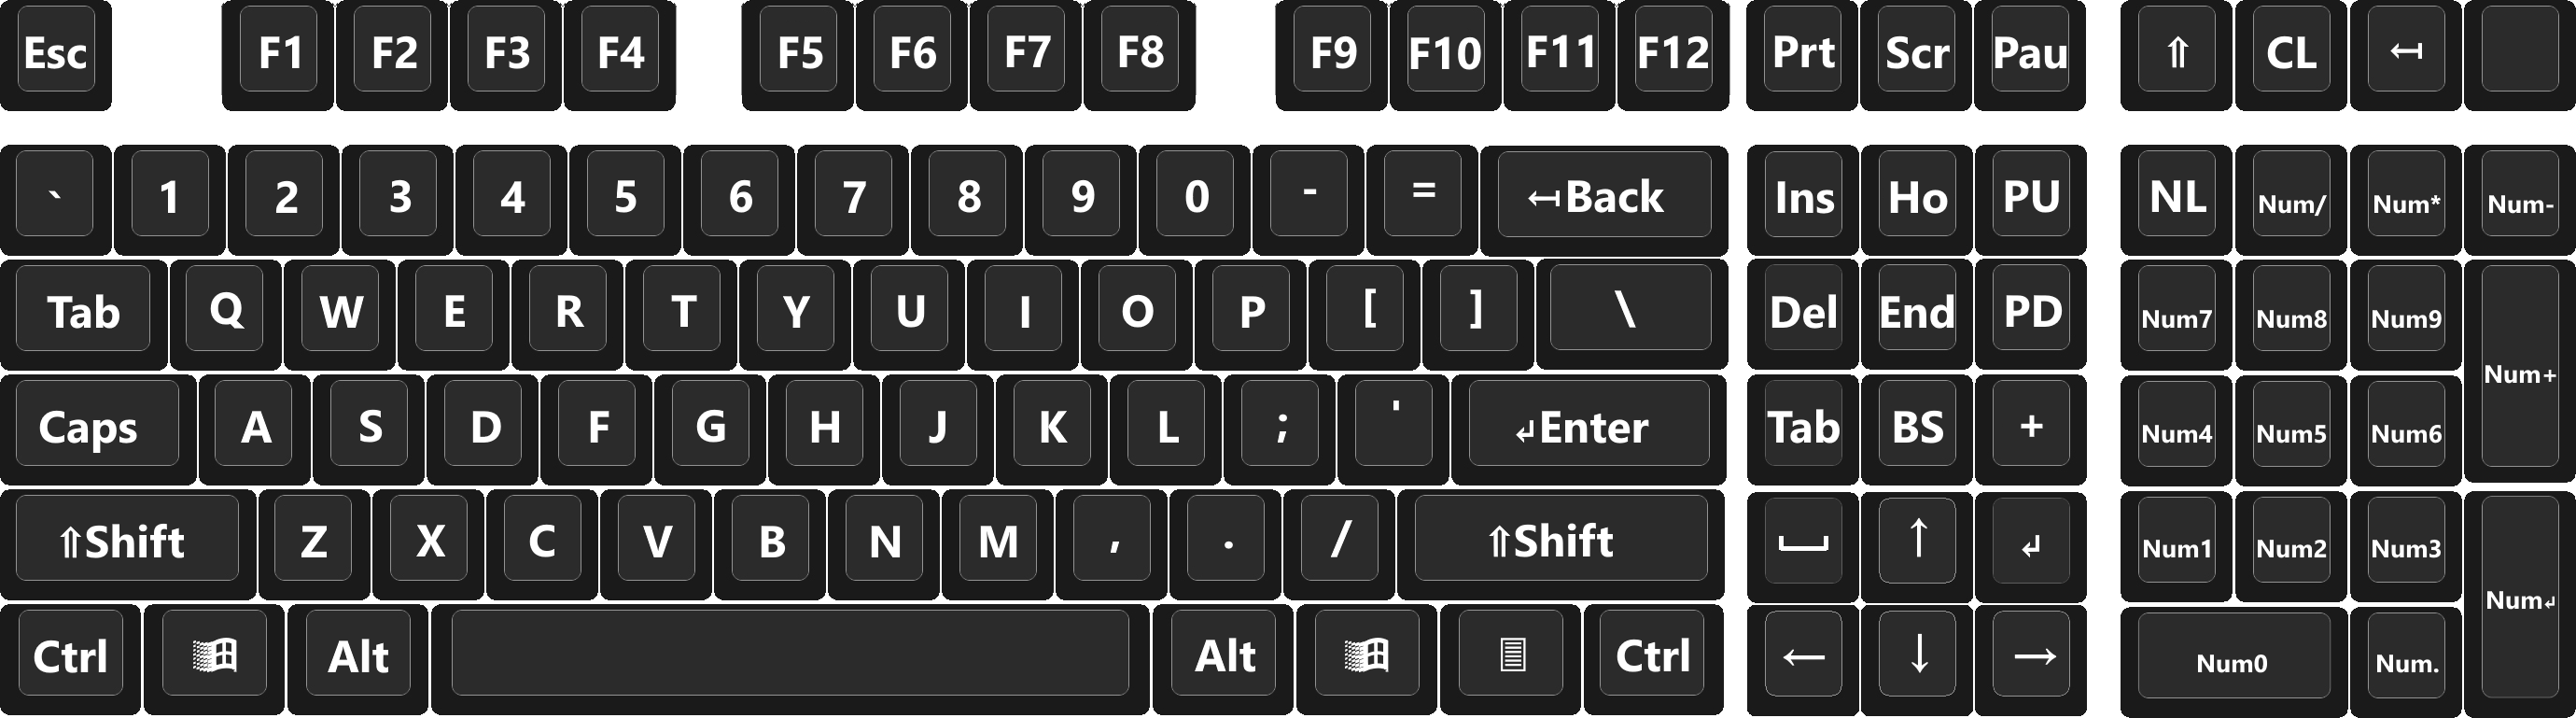 Esc F1 F2 F3 F4 F5 F6 F7 F8 F9 F10 F11 F12 Prt Scr Pau ⇑ CL ↤
` 1 2 3 4 5 6 7 8 9 0 - = ↤Back Ins Ho PU NL Num/ Num* Num-
Tab Q W E R T Y U I O P [ ] \ Del End PD Num7 Num8 Num9 Num+
Caps A S D F G H J K L ; ' ↲Enter Tab BS + Num4 Num5 Num6
⇑Shift Z X C V B N M , . / ⇑Shift ↑ ↲ Num1 Num2 Num3 Num↲
Ctrl Alt Alt Ctrl ← ↓ → Num0 Num.